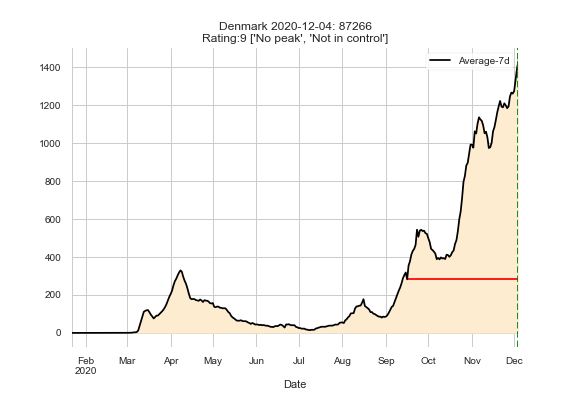 Denmark 2020-12-04: 87266
Rating:9 ['No peak', 'Not in control']
Average-7d
1400
1200
1000
800
600
400
200
0
Feb Mar Apr May Jun Jul Aug Sep Oct Nov Dec
2020
Date